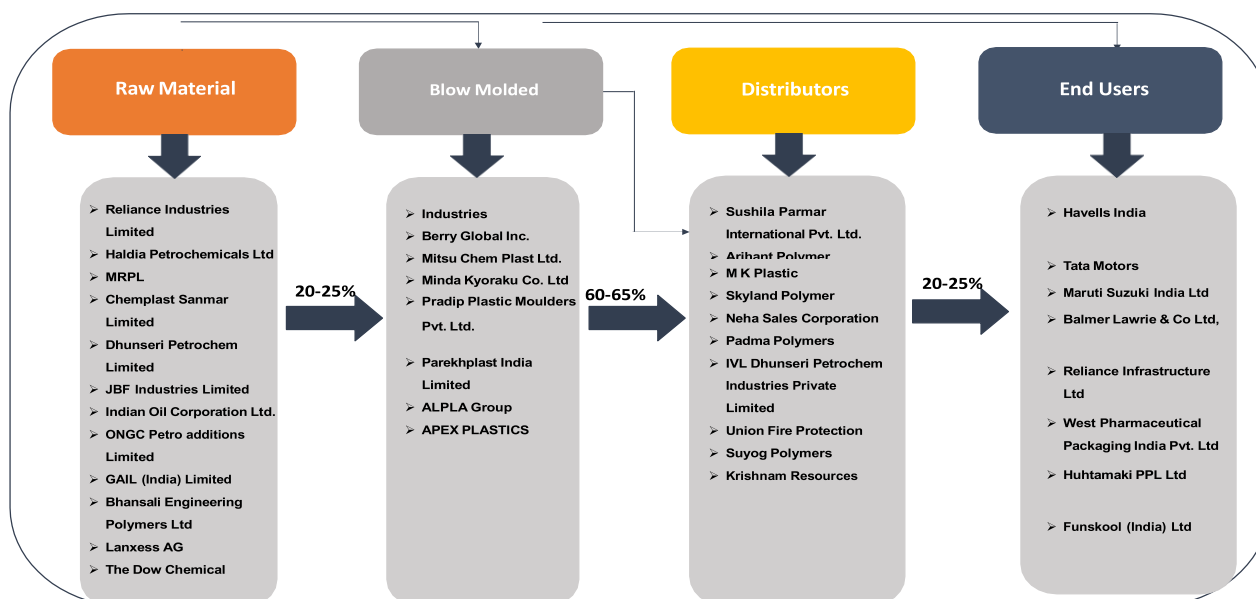 Raw Material
Blow Molded
Distributors
End Users
Reliance Industries
Limited
Haldia Petrochemicals Ltd
MRPL
Chemplast Sanmar
Limited
Dhunseri Petrochem
Limited
JBF Industries Limited
Indian Oil Corporation Ltd.
ONGC Petro additions
Limited
GAIL (India) Limited
Bhansali Engineering
Polymers Ltd
Lanxess AG
The Dow Chemical
20-25%
Industries
Berry Global Inc.
Mitsu Chem Plast Ltd.
Minda Kyoraku Co. Ltd
Pradip Plastic Moulders
Pvt. Ltd.
Parekhplast India
Limited
ALPLA Group
APEX PLASTICS
60-65%
Sushila Parmar
International Pvt. Ltd.
Arihant Polymer
M K Plastic
Skyland Polymer
Neha Sales Corporation
Padma Polymers
IVL Dhunseri Petrochem
Industries Private
Limited
Union Fire Protection
Suyog Polymers
Krishnam Resources
20-25%
Havells India
Tata Motors
Maruti Suzuki India Ltd
Balmer Lawrie & Co Ltd,
Reliance Infrastructure
Ltd
West Pharmaceutical
Packaging India Pvt. Ltd
Huhtamaki PPL Ltd
Funskool (India) Ltd